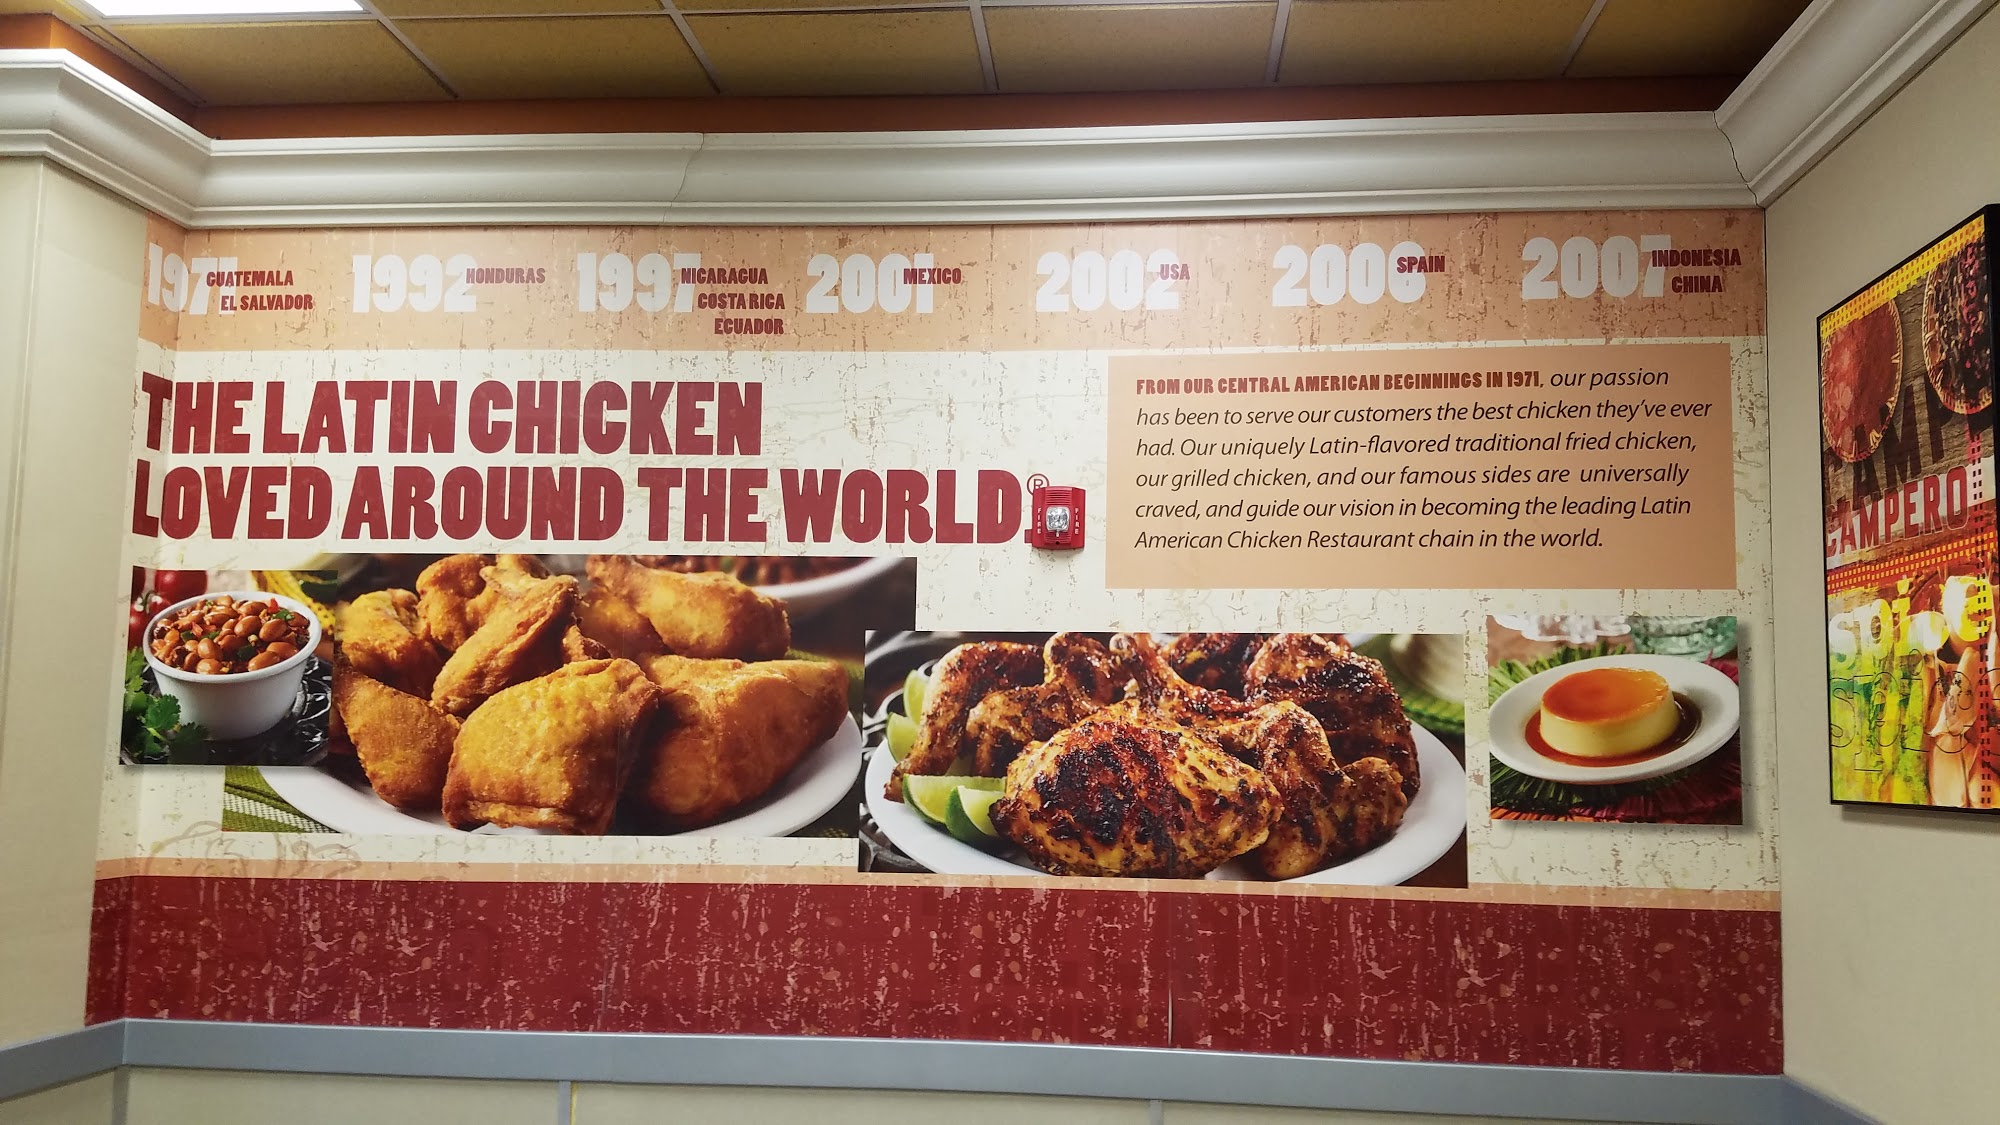 1971 GUATEMALA
EL SALVADOR
1992 HONDURAS
1997 NICARAGUA
COSTA RICA
ECUADOR
2001 MEXICO
2002 USA
2006 SPAIN
2007 INDONESIA
CHINA
THE LATIN CHICKEN
LOVED AROUND THE WORLD.®
FIRE FIRE
FROM OUR CENTRAL AMERICAN BEGINNINGS IN 1971, our passion
has been to serve our customers the best chicken they've ever
had. Our uniquely Latin-flavored traditional fried chicken,
our grilled chicken, and our famous sides are universally
craved, and guide our vision in becoming the leading Latin
American Chicken Restaurant chain in the world.
CAMPERO
spice